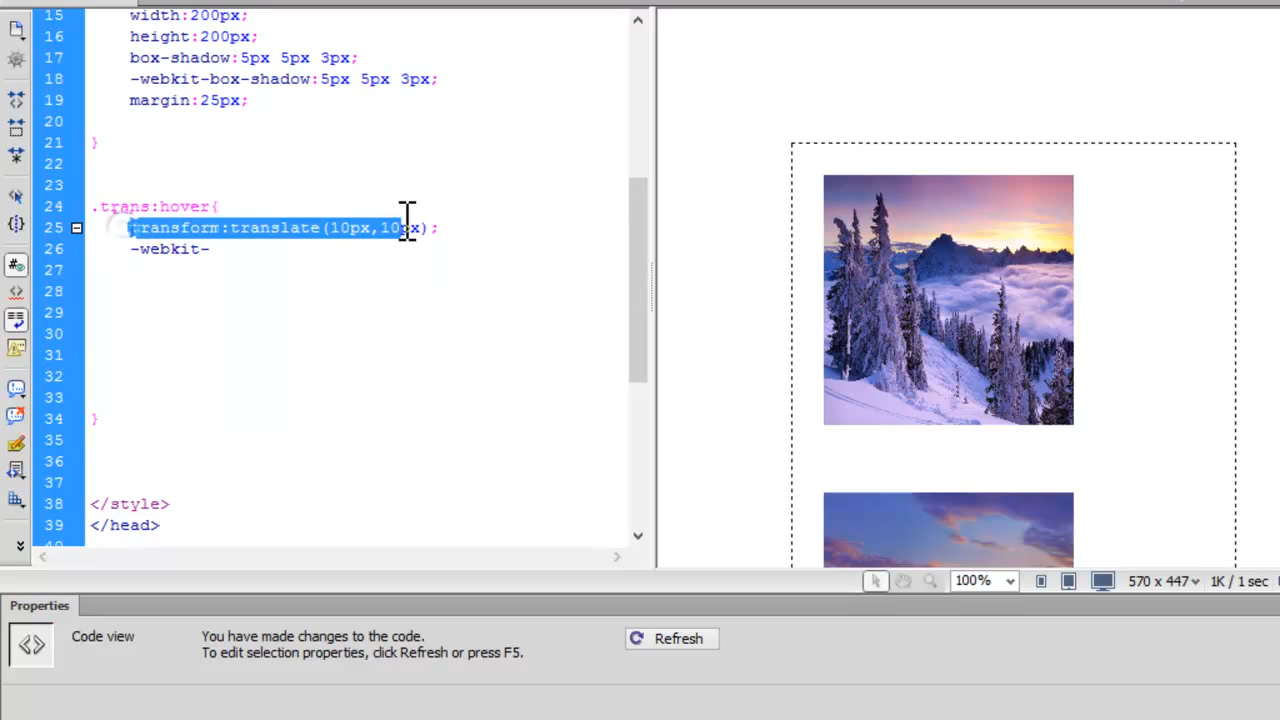 15 width:200px;
16 height:200px;
17 box-shadow:5px 5px 3px;
18 -webkit-box-shadow:5px 5px 3px;
19 margin:25px;
20
21 }
22
23
24 .trans:hover{
25 transform:translate(10px,10px);
26 -webkit-
27
28
29
30
31
32
33
34 }
35
36
37
38 </style>
39 </head>
100%
570 x 447
1K / 1 sec
Properties
Code view
You have made changes to the code.
To edit selection properties, click Refresh or press F5.
Refresh